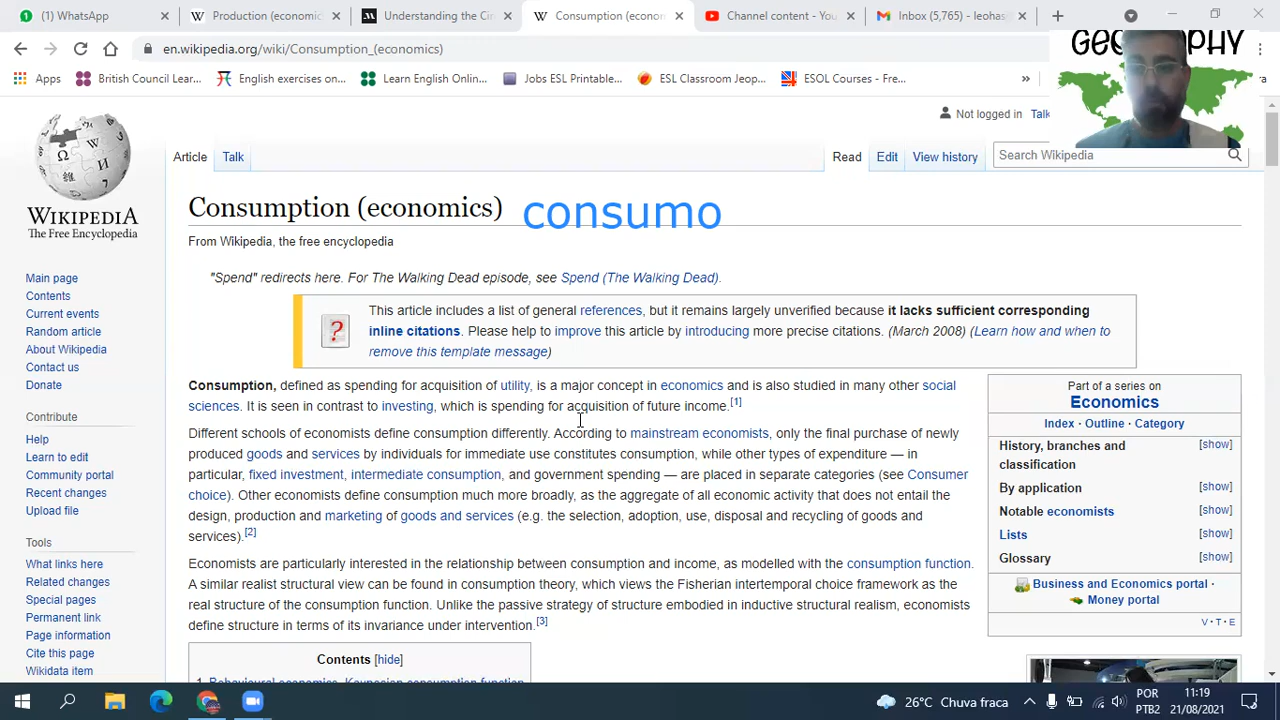 (1) WhatsApp
Production (economic
Understanding the Cir
Consumption (econo
Channel content - You
Inbox (5,765) - leohas
en.wikipedia.org/wiki/Consumption_(economics)
GEOGRAPHY
Apps
British Council Lear...
English exercises on...
Learn English Onlin...
Jobs ESL Printable...
ESL Classroom Jeop...
ESOL Courses - Fre...
»
Not logged in Talk
Article Talk
Read Edit View history
Search Wikipedia
WIKIPEDIA
The Free Encyclopedia
Main page
Contents
Current events
Random article
About Wikipedia
Contact us
Donate
Contribute
Help
Learn to edit
Community portal
Recent changes
Upload file
Tools
What links here
Related changes
Special pages
Permanent link
Page information
Cite this page
Wikidata item
Consumption (economics) consumo
From Wikipedia, the free encyclopedia
"Spend" redirects here. For The Walking Dead episode, see Spend (The Walking Dead).
This article includes a list of general references, but it remains largely unverified because it lacks sufficient corresponding
inline citations. Please help to improve this article by introducing more precise citations. (March 2008) (Learn how and when to
remove this template message)
Consumption, defined as spending for acquisition of utility, is a major concept in economics and is also studied in many other social
sciences. It is seen in contrast to investing, which is spending for acquisition of future income.[1]
Different schools of economists define consumption differently. According to mainstream economists, only the final purchase of newly
produced goods and services by individuals for immediate use constitutes consumption, while other types of expenditure — in
particular, fixed investment, intermediate consumption, and government spending — are placed in separate categories (see Consumer
choice). Other economists define consumption much more broadly, as the aggregate of all economic activity that does not entail the
design, production and marketing of goods and services (e.g. the selection, adoption, use, disposal and recycling of goods and
services).[2]
Economists are particularly interested in the relationship between consumption and income, as modelled with the consumption function.
A similar realist structural view can be found in consumption theory, which views the Fisherian intertemporal choice framework as the
real structure of the consumption function. Unlike the passive strategy of structure embodied in inductive structural realism, economists
define structure in terms of its invariance under intervention.[3]
Contents [hide]
1 Behavioural economics, Keynesian consumption function
Part of a series on
Economics
Index · Outline · Category
History, branches and [show]
classification
By application [show]
Notable economists [show]
Lists [show]
Glossary [show]
Business and Economics portal ·
Money portal
V · T · E
26°C Chuva fraca
POR
PTB2
11:19
21/08/2021